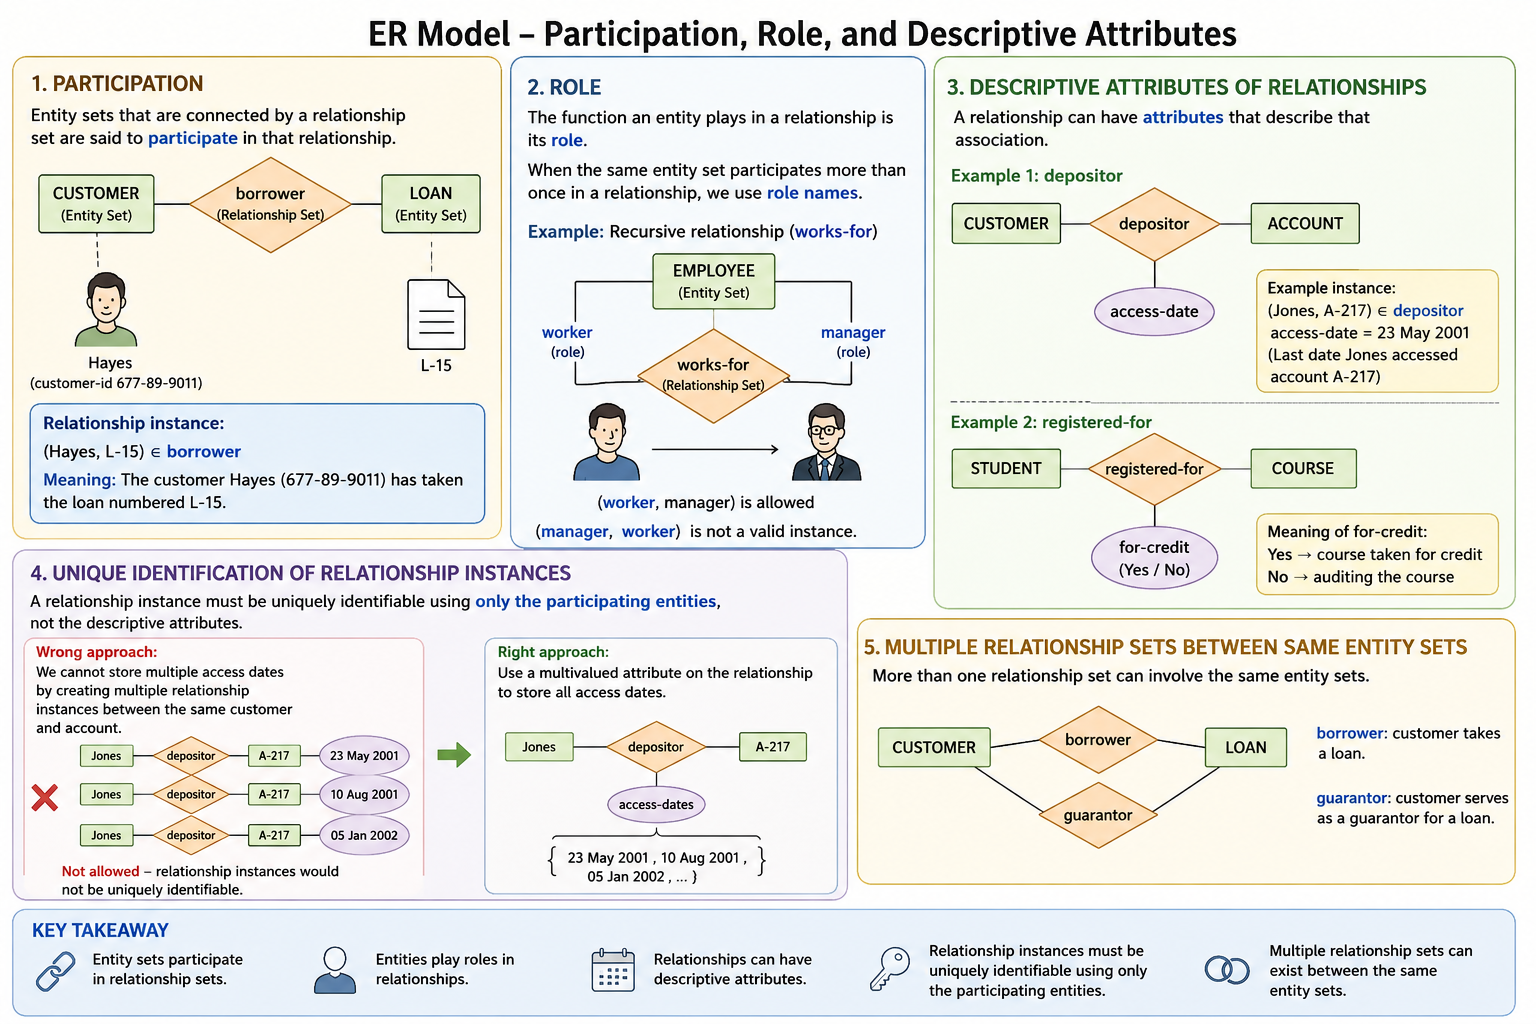 ER Model – Participation, Role, and Descriptive Attributes
1. PARTICIPATION
Entity sets that are connected by a relationship
set are said to participate in that relationship.
CUSTOMER
(Entity Set)
borrower
(Relationship Set)
LOAN
(Entity Set)
Hayes
(customer-id 677-89-9011)
L-15
Relationship instance:
(Hayes, L-15) ∈ borrower
Meaning: The customer Hayes (677-89-9011) has taken
the loan numbered L-15.
2. ROLE
The function an entity plays in a relationship is
its role.
When the same entity set participates more than
once in a relationship, we use role names.
Example: Recursive relationship (works-for)
EMPLOYEE
(Entity Set)
worker
(role)
manager
(role)
works-for
(Relationship Set)
(worker, manager) is allowed
(manager, worker) is not a valid instance.
3. DESCRIPTIVE ATTRIBUTES OF RELATIONSHIPS
A relationship can have attributes that describe that
association.
Example 1: depositor
CUSTOMER
depositor
ACCOUNT
access-date
Example instance:
(Jones, A-217) ∈ depositor
access-date = 23 May 2001
(Last date Jones accessed
account A-217)
Example 2: registered-for
STUDENT
registered-for
COURSE
for-credit
(Yes / No)
Meaning of for-credit:
Yes → course taken for credit
No → auditing the course
4. UNIQUE IDENTIFICATION OF RELATIONSHIP INSTANCES
A relationship instance must be uniquely identifiable using only the participating entities,
not the descriptive attributes.
Wrong approach:
We cannot store multiple access dates
by creating multiple relationship
instances between the same customer
and account.
Jones depositor A-217 23 May 2001
Jones depositor A-217 10 Aug 2001
Jones depositor A-217 05 Jan 2002
Not allowed – relationship instances would
not be uniquely identifiable.
Right approach:
Use a multivalued attribute on the relationship
to store all access dates.
Jones depositor A-217
access-dates
{ 23 May 2001 , 10 Aug 2001 , }
05 Jan 2002 , ... }
5. MULTIPLE RELATIONSHIP SETS BETWEEN SAME ENTITY SETS
More than one relationship set can involve the same entity sets.
CUSTOMER
borrower
LOAN
guarantor
borrower: customer takes
a loan.
guarantor: customer serves
as a guarantor for a loan.
KEY TAKEAWAY
Entity sets participate
in relationship sets.
Entities play roles in
relationships.
Relationships can have
descriptive attributes.
Relationship instances must be
uniquely identifiable using only
the participating entities.
Multiple relationship sets can
exist between the same
entity sets.